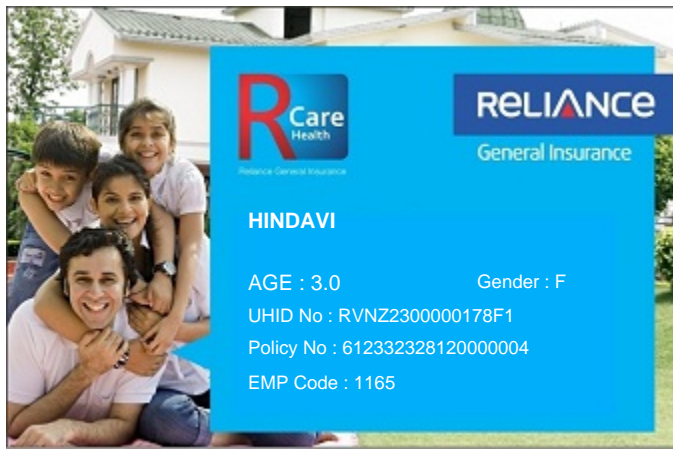 R Care
Health
Reliance General Insurance
RELIANCE
General Insurance
HINDAVI
AGE : 3.0 Gender : F
UHID No : RVNZ2300000178F1
Policy No : 612332328120000004
EMP Code : 1165